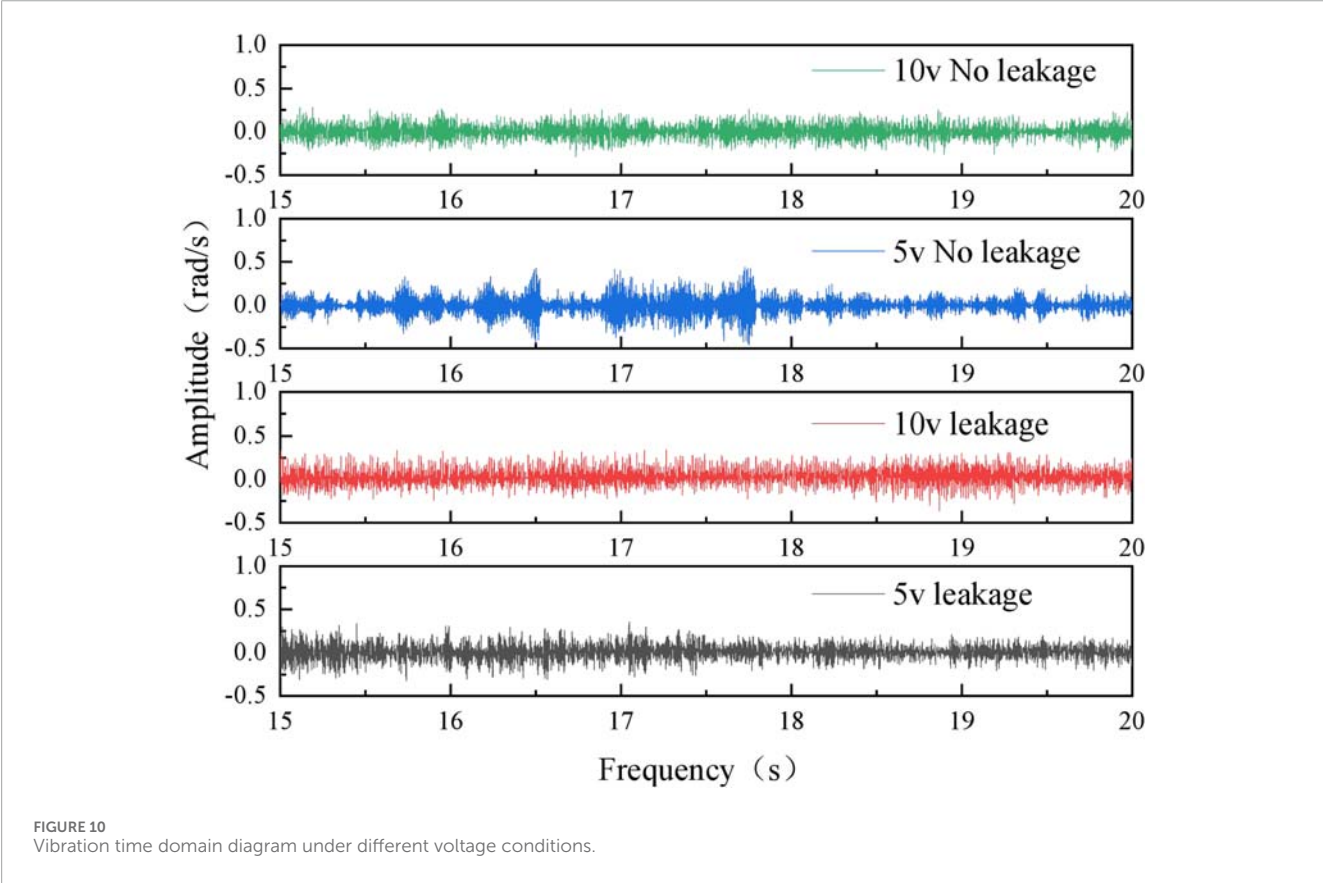 1.0
10v No leakage
0.5
0.0
-0.5
15 16 17 18 19 20
1.0
5v No leakage
0.5
0.0
-0.5
15 16 17 18 19 20
1.0
10v leakage
0.5
0.0
-0.5
15 16 17 18 19 20
1.0
5v leakage
0.5
0.0
-0.5
15 16 17 18 19 20
Amplitude（rad/s）
Frequency（s）
FIGURE 10
Vibration time domain diagram under different voltage conditions.